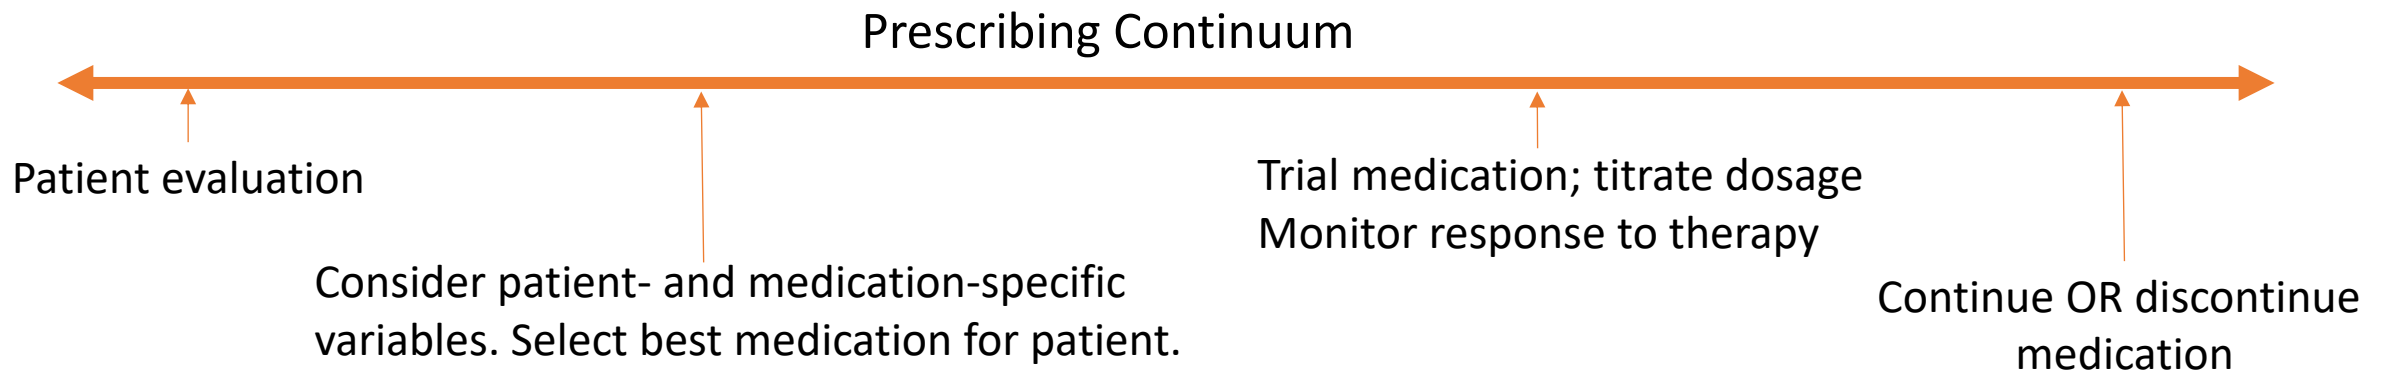 Prescribing Continuum
Patient evaluation
Consider patient- and medication-specific
variables. Select best medication for patient.
Trial medication; titrate dosage
Monitor response to therapy
Continue OR discontinue
medication